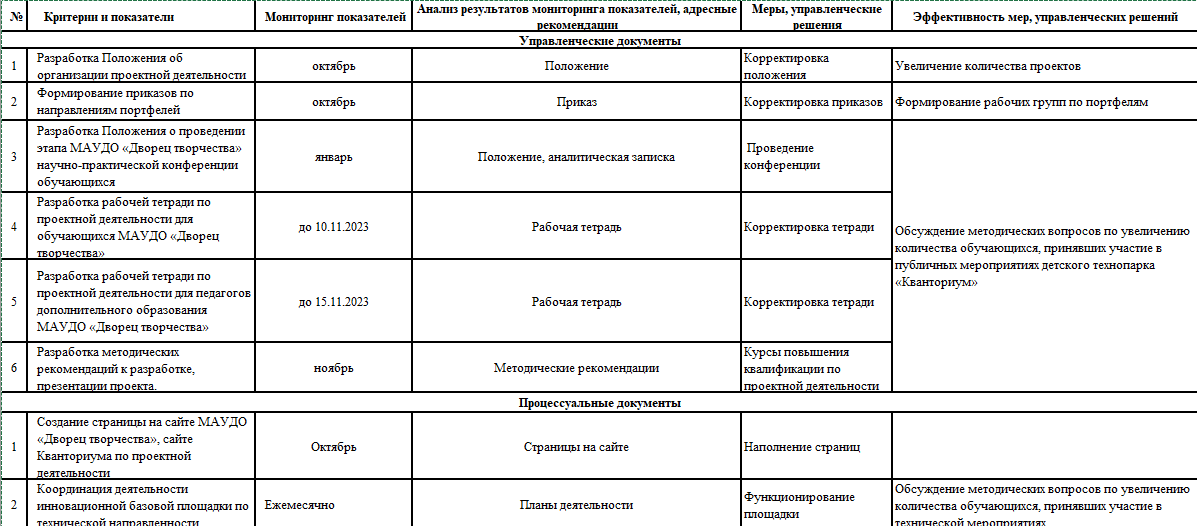 № Критерии и показатели Мониторинг показателей Анализ результатов мониторинга показателей, адресные рекомендации Меры, управленческие решения Эффективность мер, управленческих решений
Управленческие документы
1 Разработка Положения об организации проектной деятельности октябрь Положение Корректировка положения Увеличение количества проектов
2 Формирование приказов по направлениям портфелей октябрь Приказ Корректировка приказов Формирование рабочих групп по портфелям
3 Разработка Положения о проведении этапа МАУДО «Дворец творчества» научно-практической конференции обучающихся январь Положение, аналитическая записка Проведение конференции
4 Разработка рабочей тетради по проектной деятельности для обучающихся МАУДО «Дворец творчества» до 10.11.2023 Рабочая тетрадь Корректировка тетради
Обсуждение методических вопросов по увеличению количества обучающихся, принявших участие в публичных мероприятиях детского технопарка «Кванториум»
5 Разработка рабочей тетради по проектной деятельности для педагогов дополнительного образования МАУДО «Дворец творчества» до 15.11.2023 Рабочая тетрадь Корректировка тетради
6 Разработка методических рекомендаций к разработке, презентации проекта. ноябрь Методические рекомендации Курсы повышения квалификации по проектной деятельности
Процессуальные документы
1 Создание страницы на сайте МАУДО «Дворец творчества», сайте Кванториума по проектной деятельности Октябрь Страницы на сайте Наполнение страниц
2 Координация деятельности инновационной базовой площадки по технической направленности Ежемесячно Планы деятельности Функционирование площадки Обсуждение методических вопросов по увеличению количества обучающихся, принявших участие в технической мероприятиях